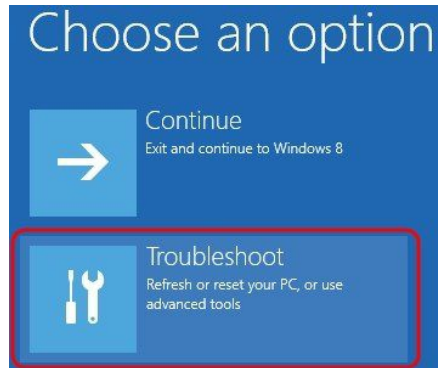 Choose an option
Continue
Exit and continue to Windows 8
Troubleshoot
Refresh or reset your PC, or use
advanced tools